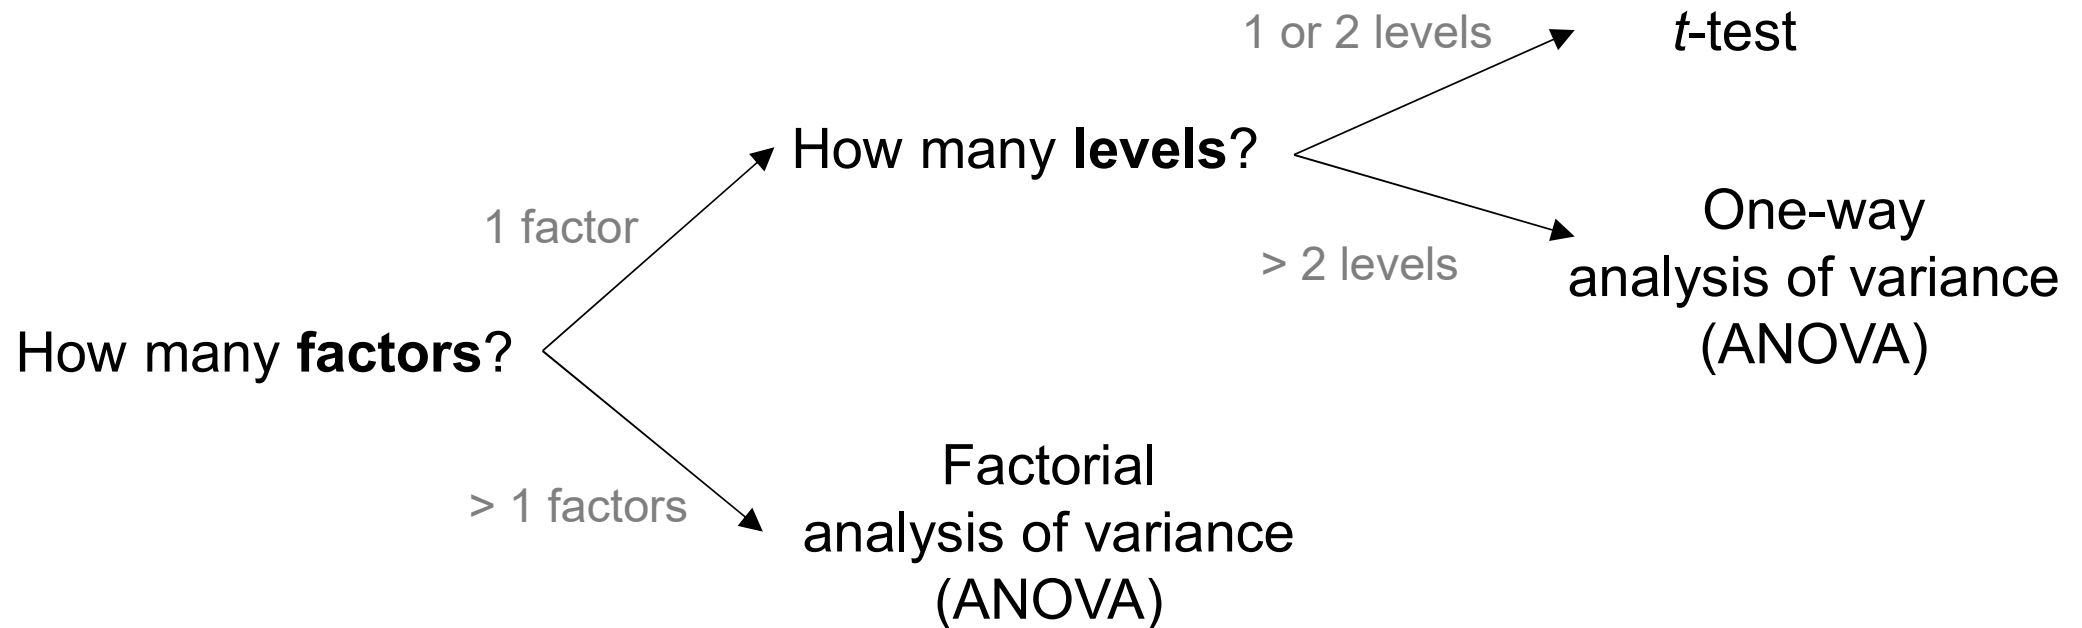 1 or 2 levels
t-test
How many levels?
1 factor
> 2 levels
One-way
analysis of variance
(ANOVA)
How many factors?
> 1 factors
Factorial
analysis of variance
(ANOVA)